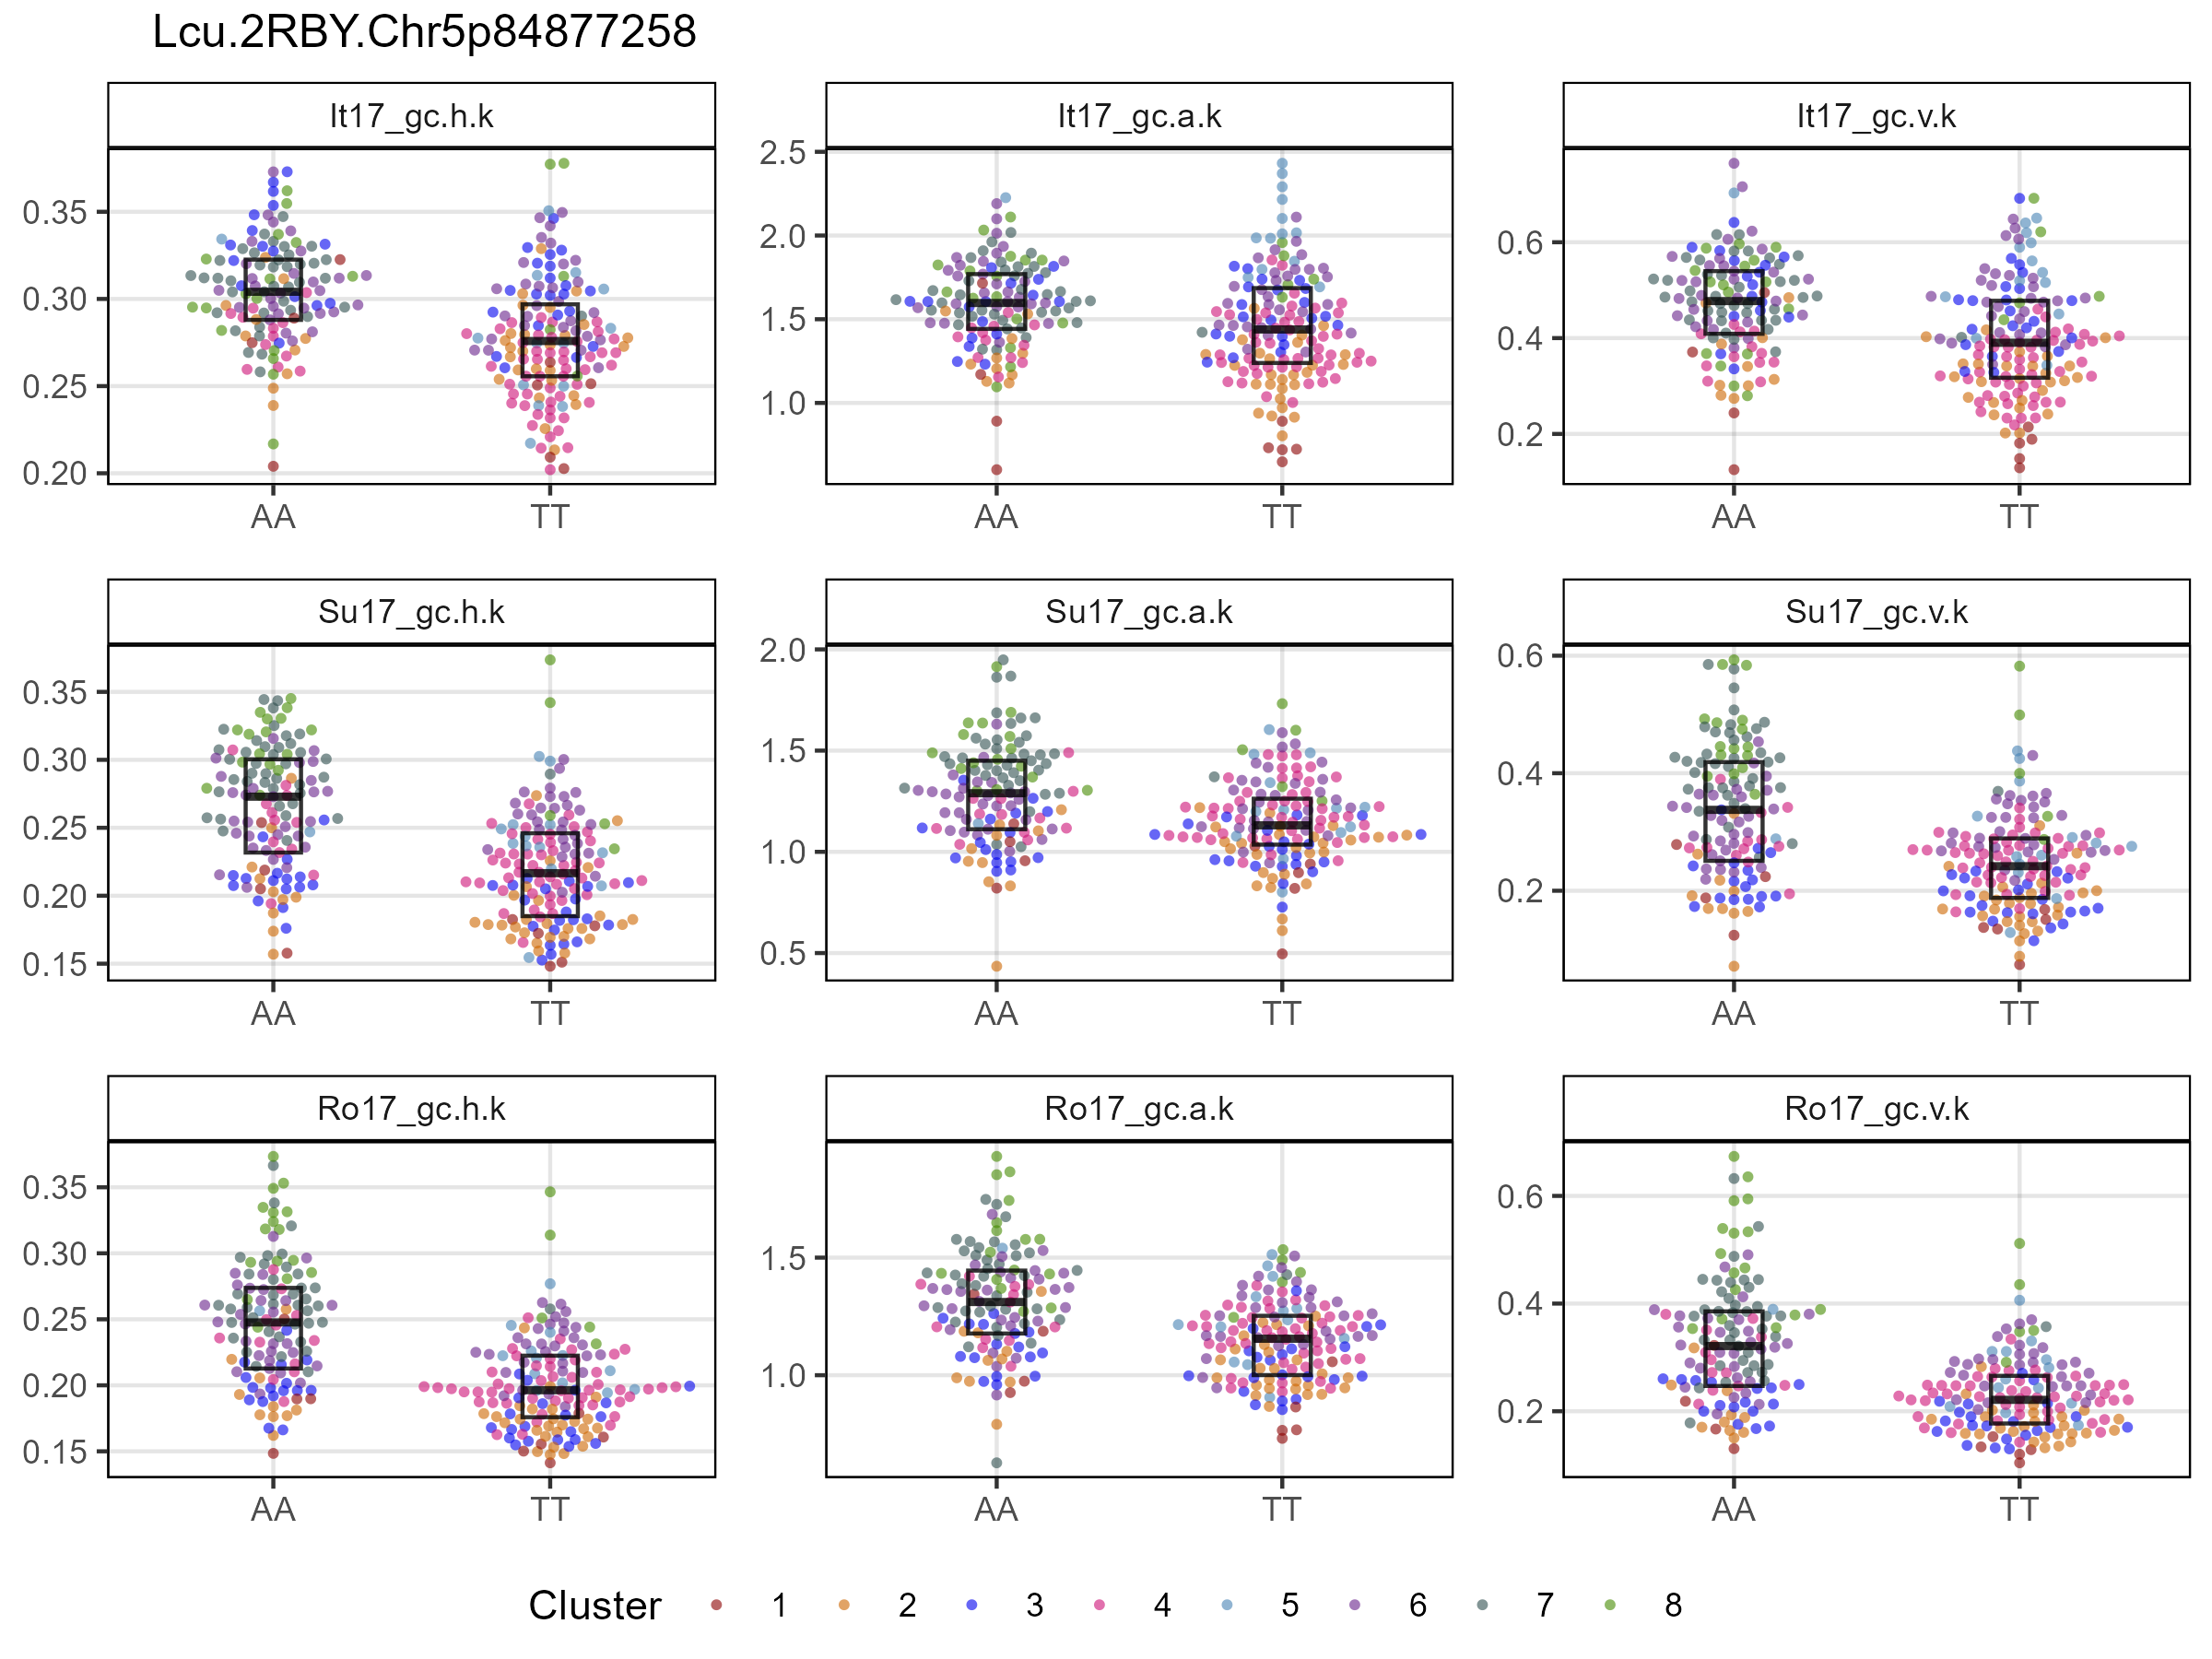 Lcu.2RBY.Chr5p84877258
It17_gc.h.k
It17_gc.a.k
It17_gc.v.k
0.35
0.30
0.25
0.20
2.5
2.0
1.5
1.0
0.6
0.4
0.2
AA TT
AA TT
AA TT
Su17_gc.h.k
Su17_gc.a.k
Su17_gc.v.k
0.35
0.30
0.25
0.20
0.15
2.0
1.5
1.0
0.5
0.6
0.4
0.2
AA TT
AA TT
AA TT
Ro17_gc.h.k
Ro17_gc.a.k
Ro17_gc.v.k
0.35
0.30
0.25
0.20
0.15
1.5
1.0
0.6
0.4
0.2
AA TT
AA TT
AA TT
Cluster 1 2 3 4 5 6 7 8